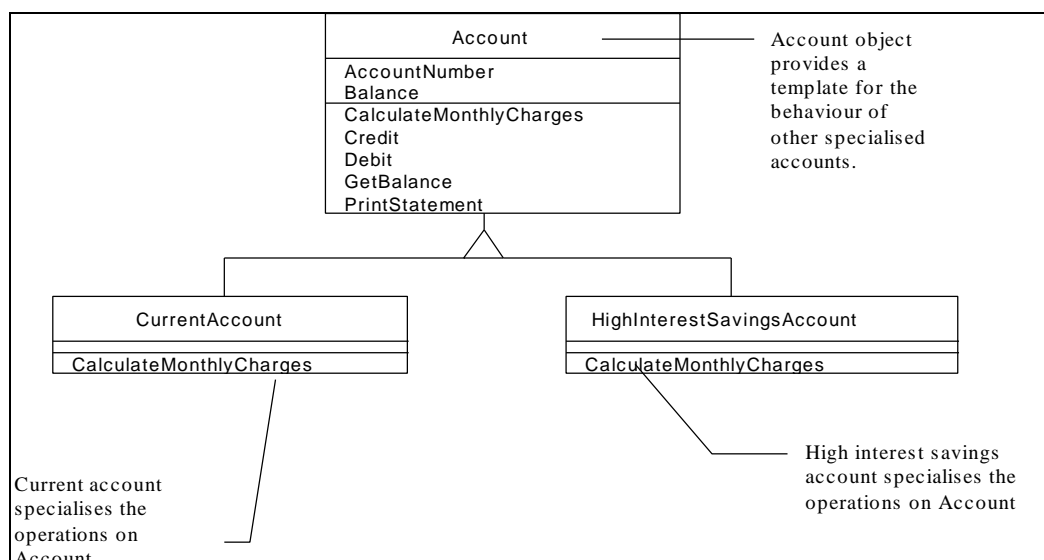 Account
AccountNumber
Balance
CalculateMonthlyCharges
Credit
Debit
GetBalance
PrintStatement
Account object
provides a
template for the
behaviour of
other specialised
accounts.
CurrentAccount
CalculateMonthlyCharges
HighInterestSavingsAccount
CalculateMonthlyCharges
High interest savings
account specialises the
operations on Account
Current account
specialises the
operations on
Account